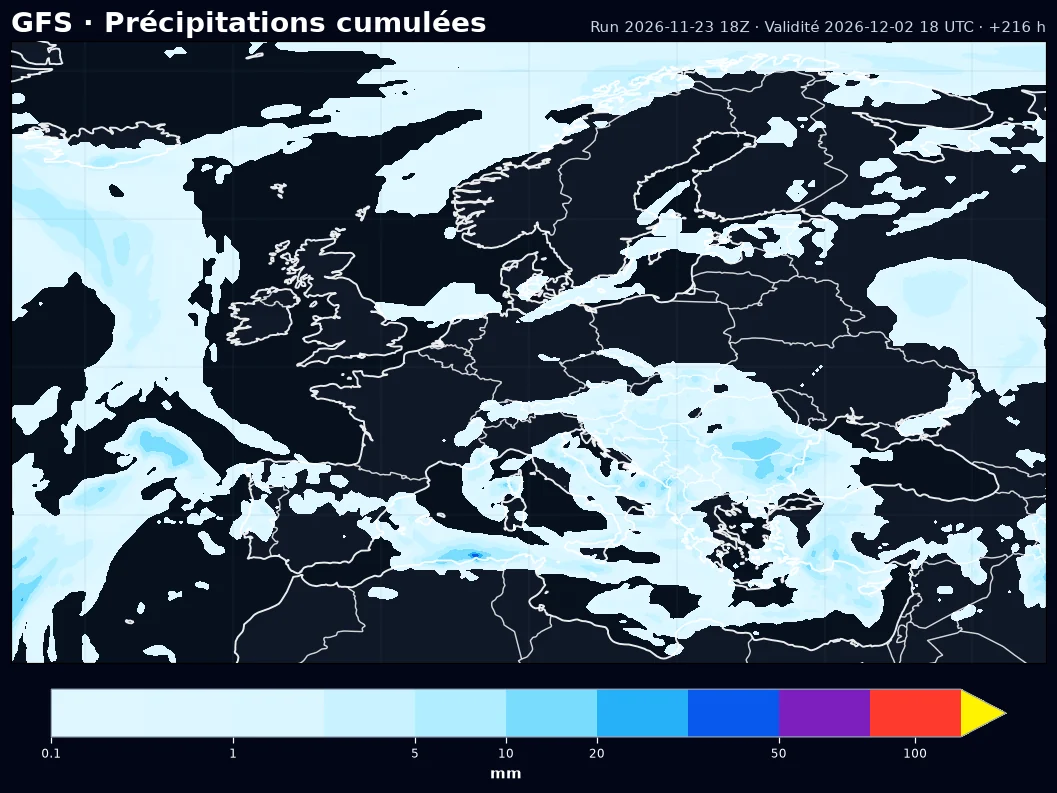 GFS · Précipitations cumulées
Run 2026-11-23 18Z · Validité 2026-12-02 18 UTC · +216 h
0.1 1 5 10 20 50 100
mm